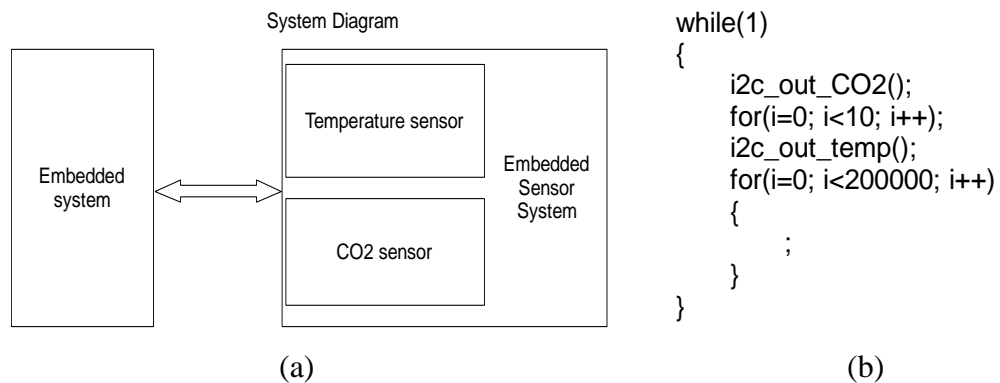 System Diagram
Embedded
system
Temperature sensor
CO2 sensor
Embedded
Sensor
System
(a)
while(1)
{
i2c_out_CO2();
for(i=0; i<10; i++);
i2c_out_temp();
for(i=0; i<200000; i++)
{
;
}
}
(b)